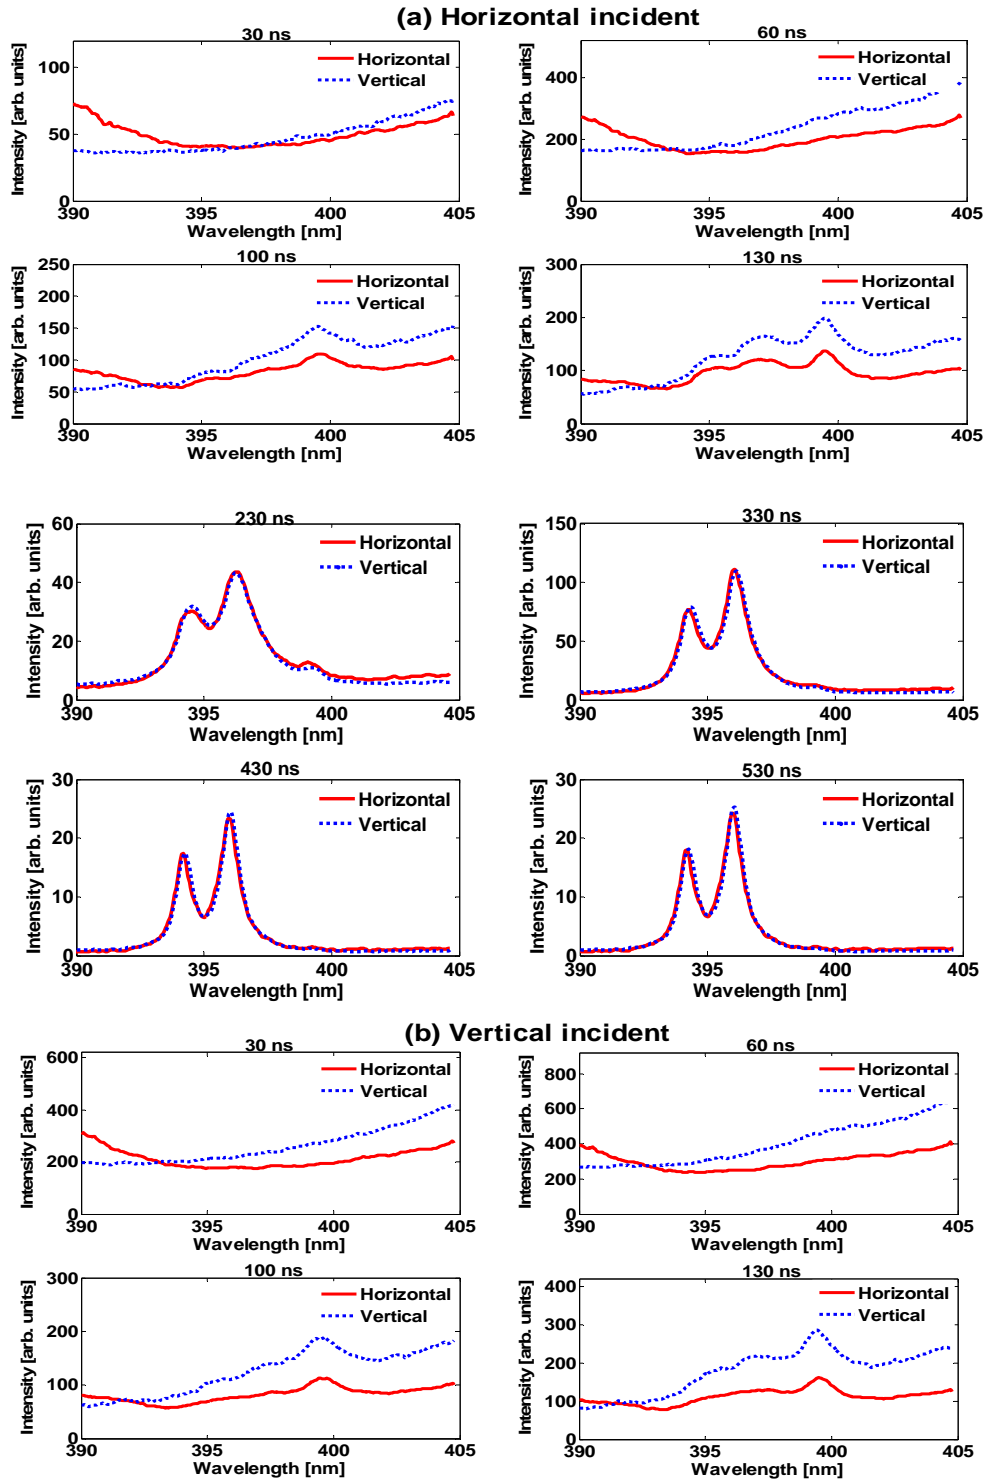 (a) Horizontal incident
30 ns
Intensity [arb. units]
100
50
0
390 395 400 405
Wavelength [nm]
Horizontal
Vertical
60 ns
Intensity [arb. units]
400
200
0
390 395 400 405
Wavelength [nm]
Horizontal
Vertical
100 ns
Intensity [arb. units]
250
200
150
100
50
0
390 395 400 405
Wavelength [nm]
Horizontal
Vertical
130 ns
Intensity [arb. units]
300
200
100
0
390 395 400 405
Wavelength [nm]
Horizontal
Vertical
230 ns
Intensity [arb. units]
60
40
20
0
390 395 400 405
Wavelength [nm]
Horizontal
Vertical
330 ns
Intensity [arb. units]
150
100
50
0
390 395 400 405
Wavelength [nm]
Horizontal
Vertical
430 ns
Intensity [arb. units]
30
20
10
0
390 395 400 405
Wavelength [nm]
Horizontal
Vertical
530 ns
Intensity [arb. units]
30
20
10
0
390 395 400 405
Wavelength [nm]
Horizontal
Vertical
(b) Vertical incident
30 ns
Intensity [arb. units]
600
400
200
0
390 395 400 405
Wavelength [nm]
Horizontal
Vertical
60 ns
Intensity [arb. units]
800
600
400
200
0
390 395 400 405
Wavelength [nm]
Horizontal
Vertical
100 ns
Intensity [arb. units]
300
200
100
0
390 395 400 405
Wavelength [nm]
Horizontal
Vertical
130 ns
Intensity [arb. units]
400
300
200
100
0
390 395 400 405
Wavelength [nm]
Horizontal
Vertical